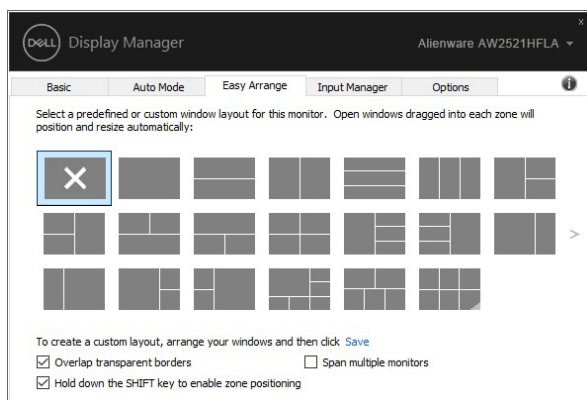 DELL Display Manager
Alienware AW2521HFLA
x
Basic Auto Mode Easy Arrange Input Manager Options i
Select a predefined or custom window layout for this monitor. Open windows dragged into each zone will
position and resize automatically:
>
To create a custom layout, arrange your windows and then click Save
Overlap transparent borders Span multiple monitors
Hold down the SHIFT key to enable zone positioning